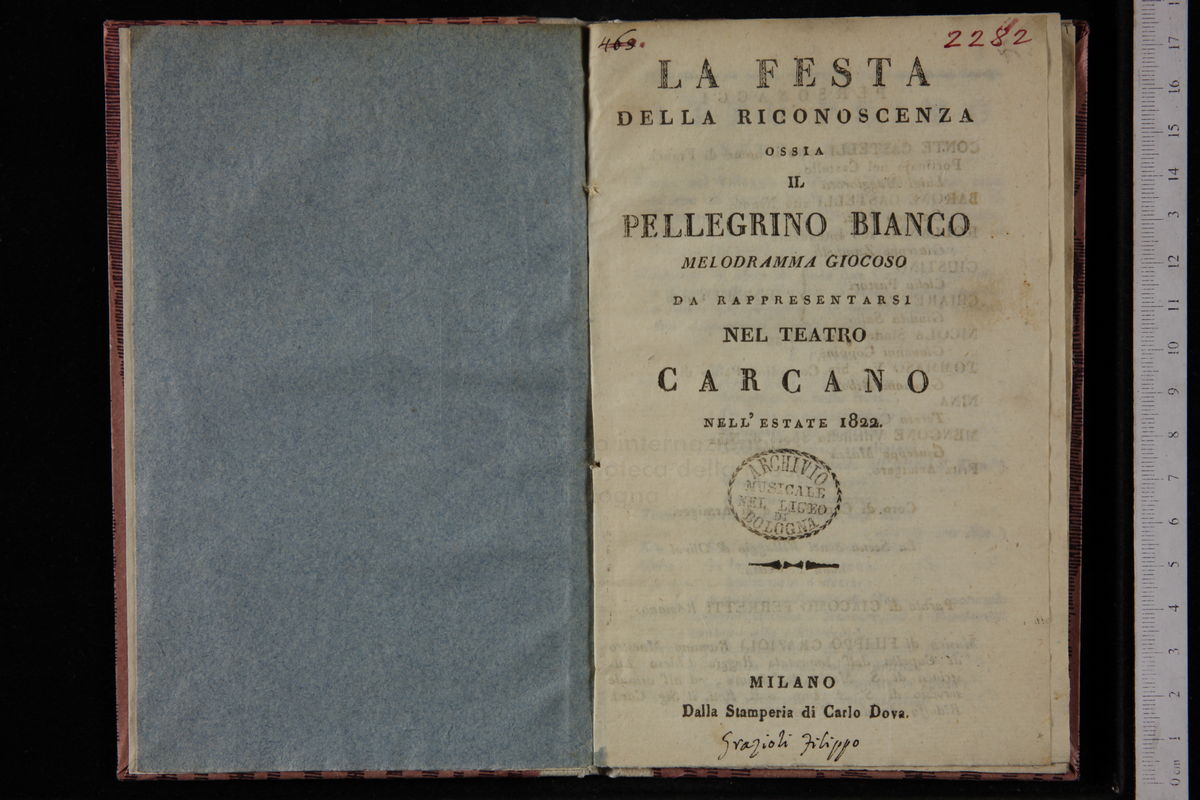 469.
2282
LA FESTA
DELLA RICONOSCENZA
OSSIA
IL
PELLEGRINO BIANCO
MELODRAMMA GIOCOSO
DA RAPPRESENTARSI
NEL TEATRO
CARCANO
NELL'ESTATE 1822.
ARCHIVIO
MUSICALE
NEL LICEO
DI
BOLOGNA
MILANO
Dalla Stamperia di Carlo Dova.
Grazioli Filippo